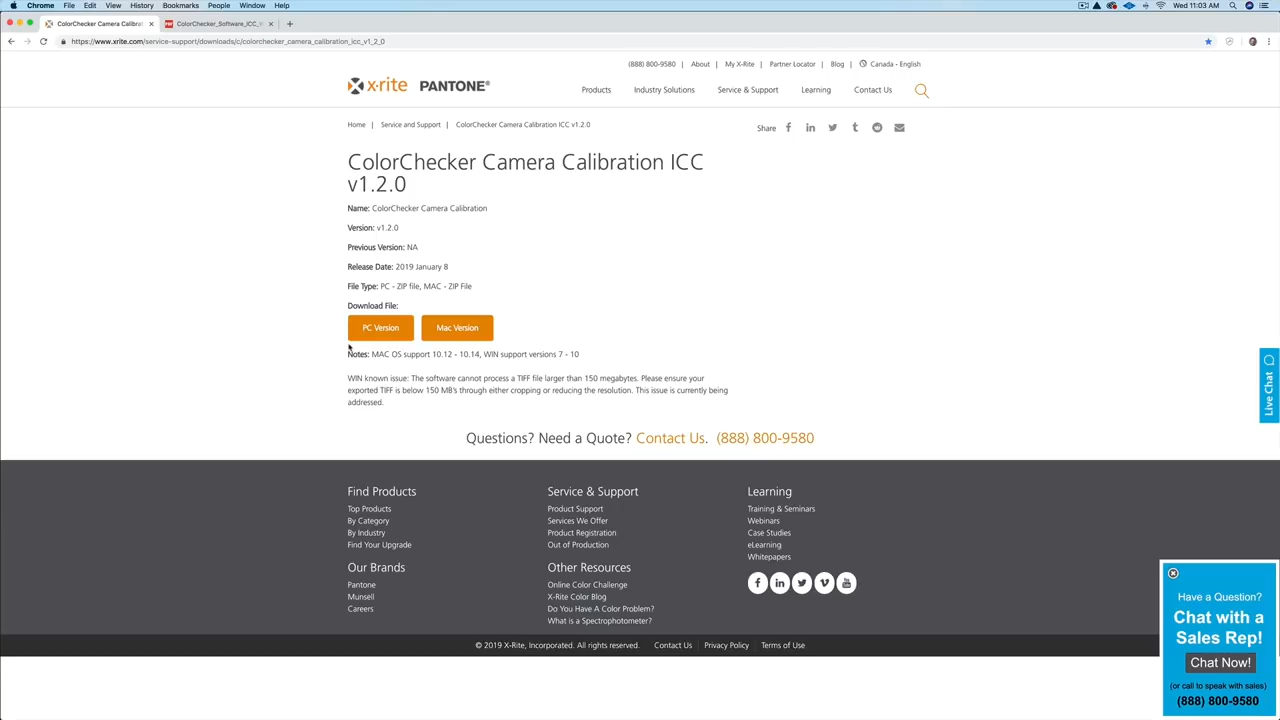 Chrome File Edit View History Bookmarks People Window Help
Wed 11:03 AM
ColorChecker Camera Calibrat
ColorChecker_Software_ICC_V
https://www.xrite.com/service-support/downloads/c/colorchecker_camera_calibration_icc_v1_2_0
(888) 800-9580 | About | My X-Rite | Partner Locator | Blog | Canada - English
x-rite PANTONE®
Products Industry Solutions Service & Support Learning Contact Us
Home | Service and Support | ColorChecker Camera Calibration ICC v1.2.0
Share
ColorChecker Camera Calibration ICC
v1.2.0
Name: ColorChecker Camera Calibration
Version: v1.2.0
Previous Version: NA
Release Date: 2019 January 8
File Type: PC - ZIP file, MAC - ZIP File
Download File:
PC Version Mac Version
Notes: MAC OS support 10.12 - 10.14, WIN support versions 7 - 10
WIN known issue: The software cannot process a TIFF file larger than 150 megabytes. Please ensure your
exported TIFF is below 150 MB's through either cropping or reducing the resolution. This issue is currently being
addressed.
Live Chat
Questions? Need a Quote? Contact Us. (888) 800-9580
Find Products
Top Products
By Category
By Industry
Find Your Upgrade
Our Brands
Pantone
Munsell
Careers
Service & Support
Product Support
Services We Offer
Product Registration
Out of Production
Other Resources
Online Color Challenge
X-Rite Color Blog
Do You Have A Color Problem?
What is a Spectrophotometer?
Learning
Training & Seminars
Webinars
Case Studies
eLearning
Whitepapers
© 2019 X-Rite, Incorporated. All rights reserved. Contact Us Privacy Policy Terms of Use
Have a Question?
Chat with a
Sales Rep!
Chat Now!
(or call to speak with sales)
(888) 800-9580